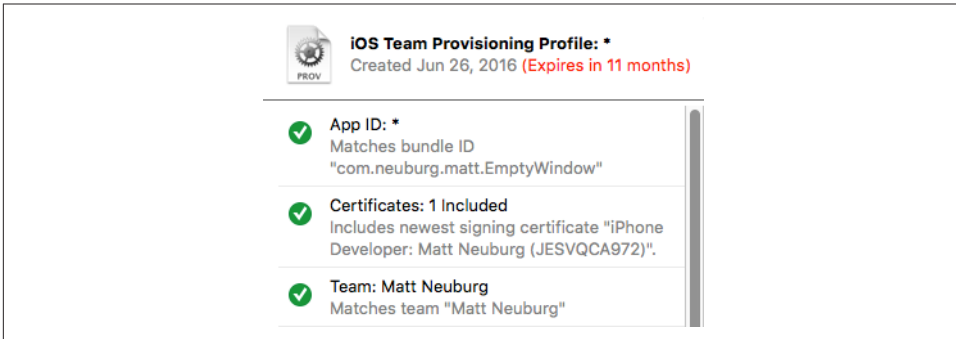 iOS Team Provisioning Profile: *
Created Jun 26, 2016 (Expires in 11 months)
PROV
App ID: *
Matches bundle ID
"com.neuburg.matt.EmptyWindow"
Certificates: 1 Included
Includes newest signing certificate "iPhone
Developer: Matt Neuburg (JESVQCA972)".
Team: Matt Neuburg
Matches team "Matt Neuburg"